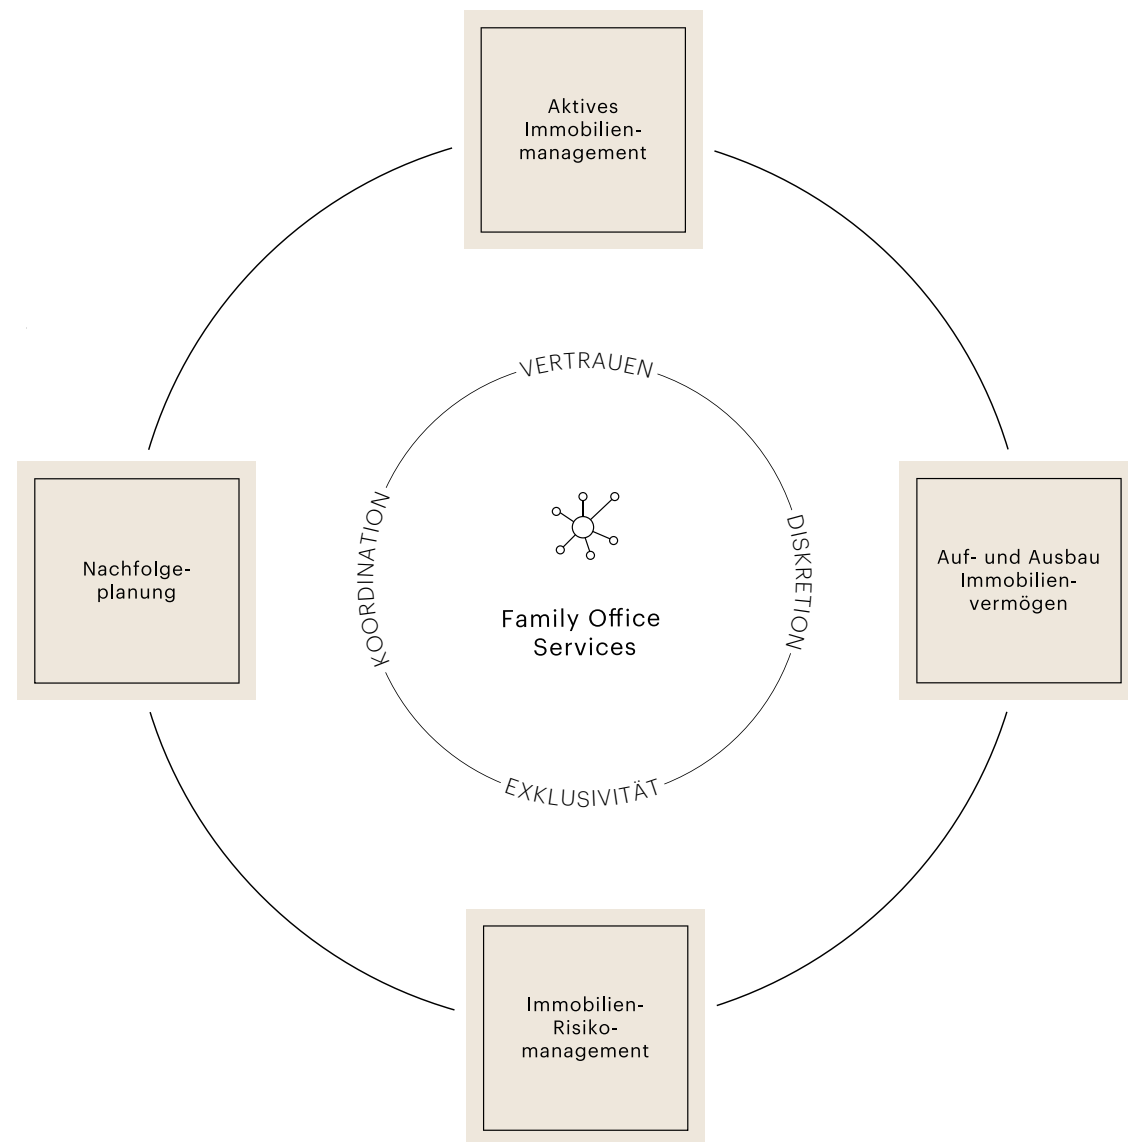 Aktives
Immobilien-
management
VERTRAUEN
KOORDINATION
DISKRETION
Nachfolge-
planung
Family Office
Services
Auf- und Ausbau
Immobilien-
vermögen
EXKLUSIVITÄT
Immobilien-
Risiko-
management